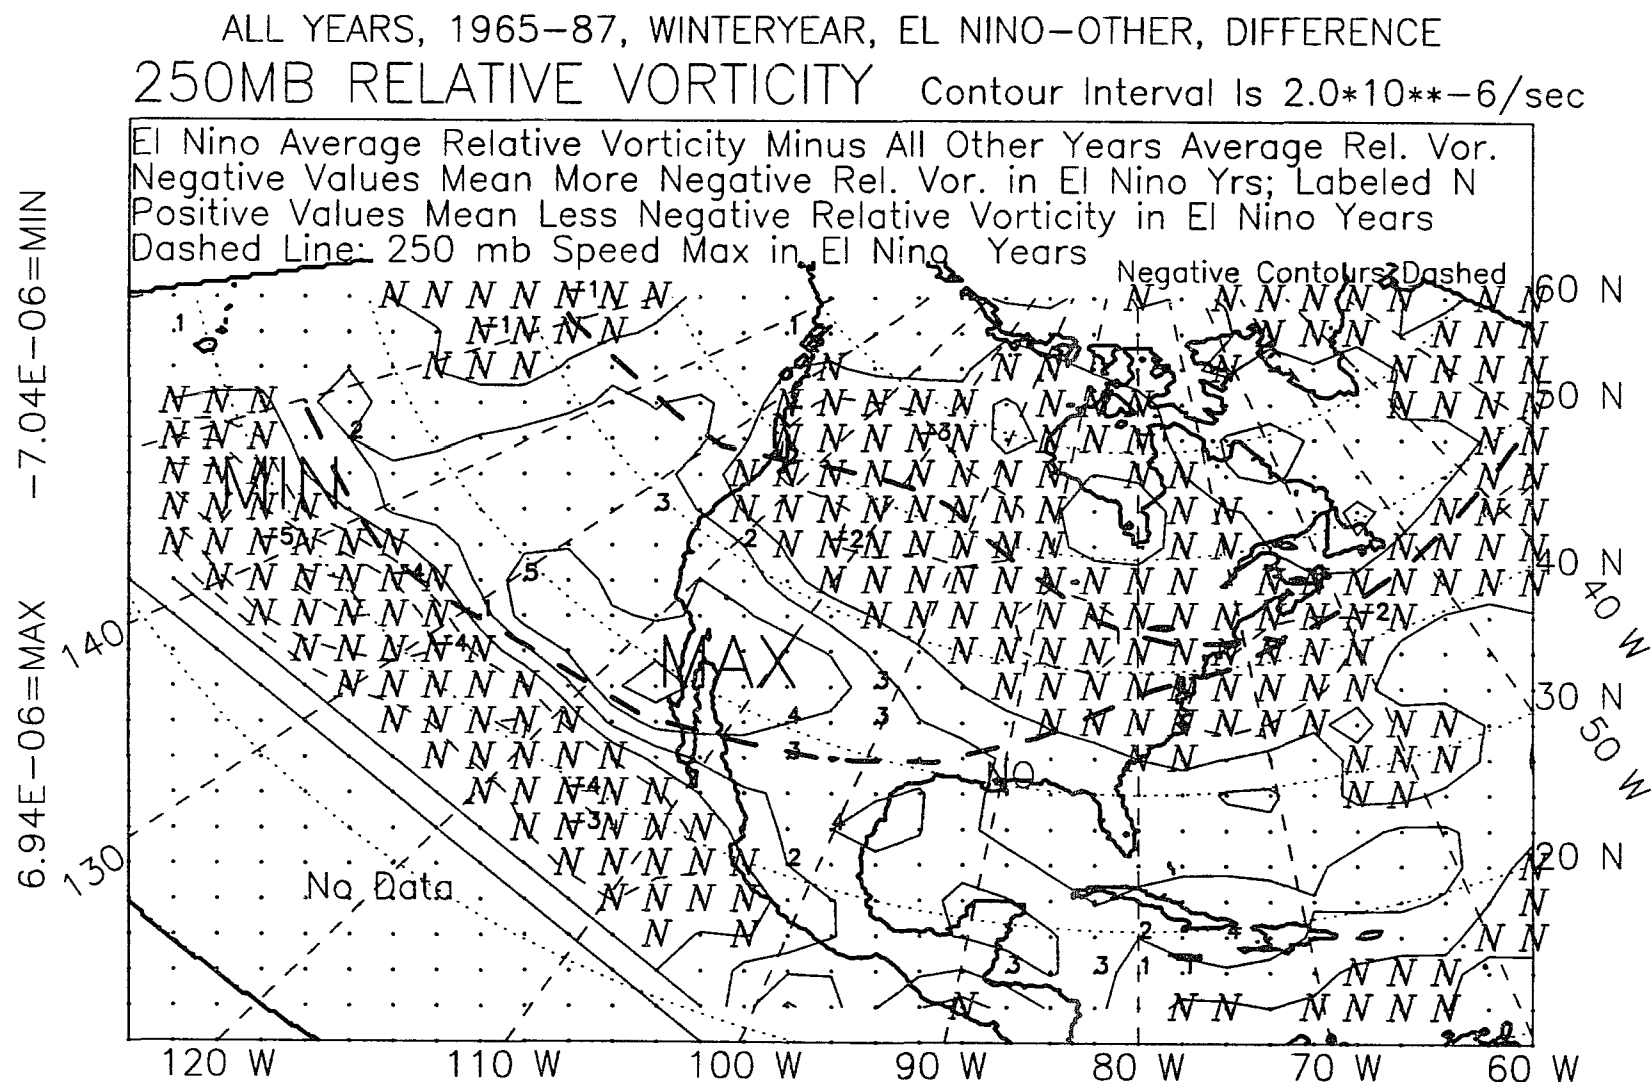 ALL YEARS, 1965-87, WINTERYEAR, EL NINO-OTHER, DIFFERENCE
250MB RELATIVE VORTICITY Contour Interval Is 2.0*10**-6/sec
El Nino Average Relative Vorticity Minus All Other Years Average Rel. Vor.
Negative Values Mean More Negative Rel. Vor. in El Nino Yrs; Labeled N
Positive Values Mean Less Negative Relative Vorticity in El Nino Years
Dashed Line: 250 mb Speed Max in El Nino Years
Negative Contours Dashed
6.94E-06=MAX -7.04E-06=MIN
60 N
50 N
40 N
30 N
20 N
40 W
50 W
MIN
MAX
NO
No Data
140
130
120 W 110 W 100 W 90 W 80 W 70 W 60 W